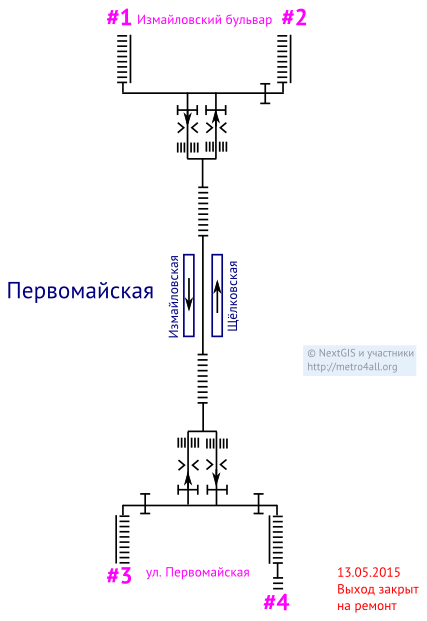 #1 Измайловский бульвар #2
Первомайская
Измайловская
Щёлковская
© NextGIS и участники
http://metro4all.org
#3 ул. Первомайская
#4
13.05.2015
Выход закрыт
на ремонт